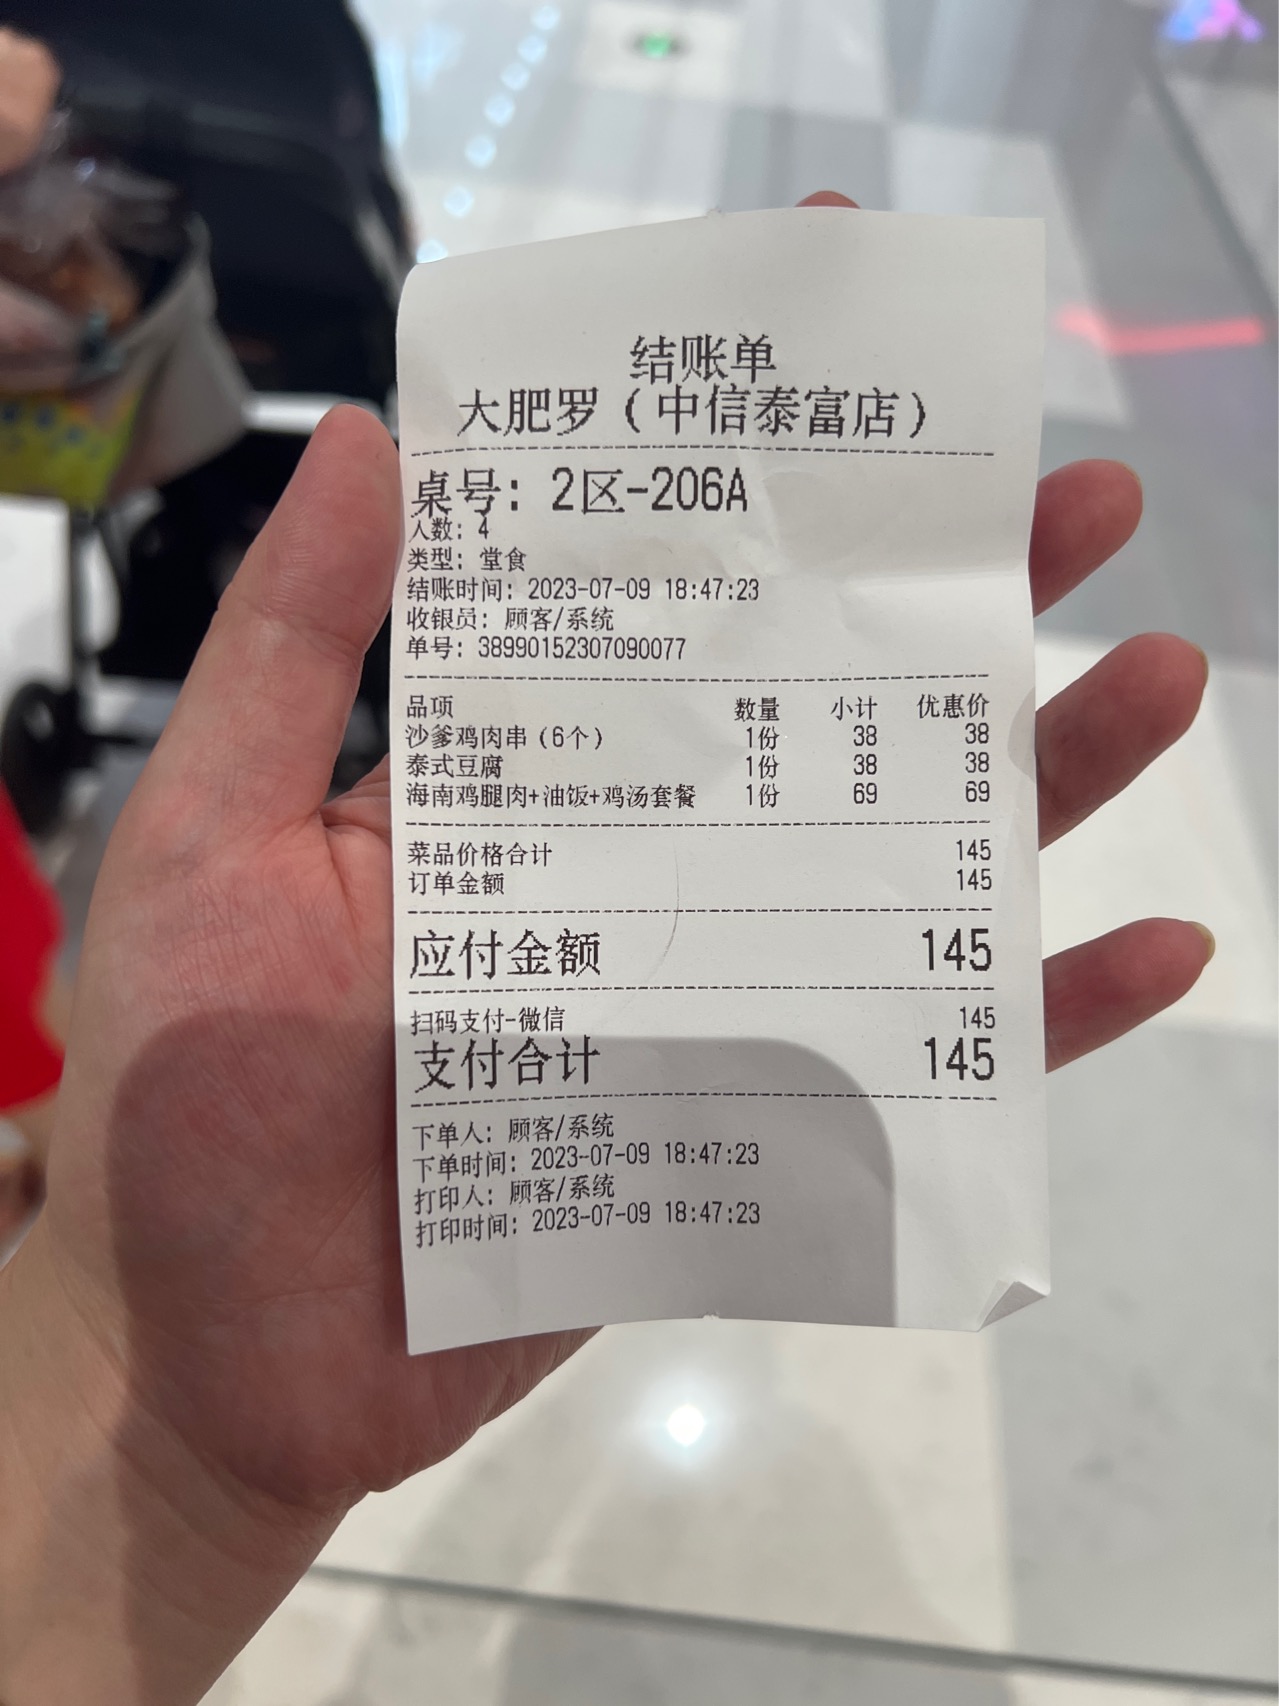 结账单
大肥罗（中信泰富店）
桌号：2区-206A
人数：4
类型：堂食
结账时间：2023-07-09 18:47:23
收银员：顾客/系统
单号：38990152307090077
品项 数量 小计 优惠价
沙爹鸡肉串（6个） 1份 38 38
泰式豆腐 1份 38 38
海南鸡腿肉+油饭+鸡汤套餐 1份 69 69
菜品价格合计 145
订单金额 145
应付金额 145
扫码支付-微信 145
支付合计 145
下单人：顾客/系统
下单时间：2023-07-09 18:47:23
打印人：顾客/系统
打印时间：2023-07-09 18:47:23